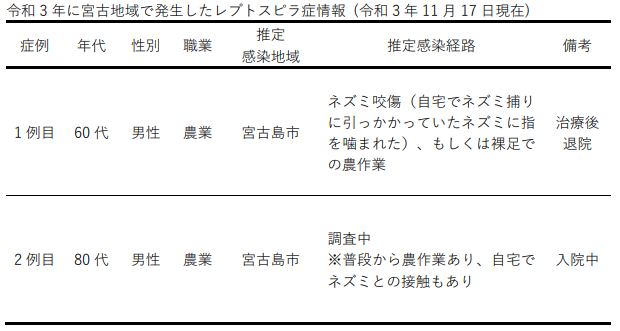 令和３年に宮古地域で発生したレプトスピラ症情報（令和３年 11 月 17 日現在）
症例 年代 性別 職業 推定 推定感染経路 備考
感染地域
1 例目 60 代 男性 農業 宮古島市 ネズミ咬傷（自宅でネズミ捕り 治療後
に引っかかっていたネズミに指 退院
を噛まれた）、もしくは裸足で
の農作業
2 例目 80 代 男性 農業 宮古島市 調査中 入院中
※普段から農作業あり、自宅で
ネズミとの接触もあり